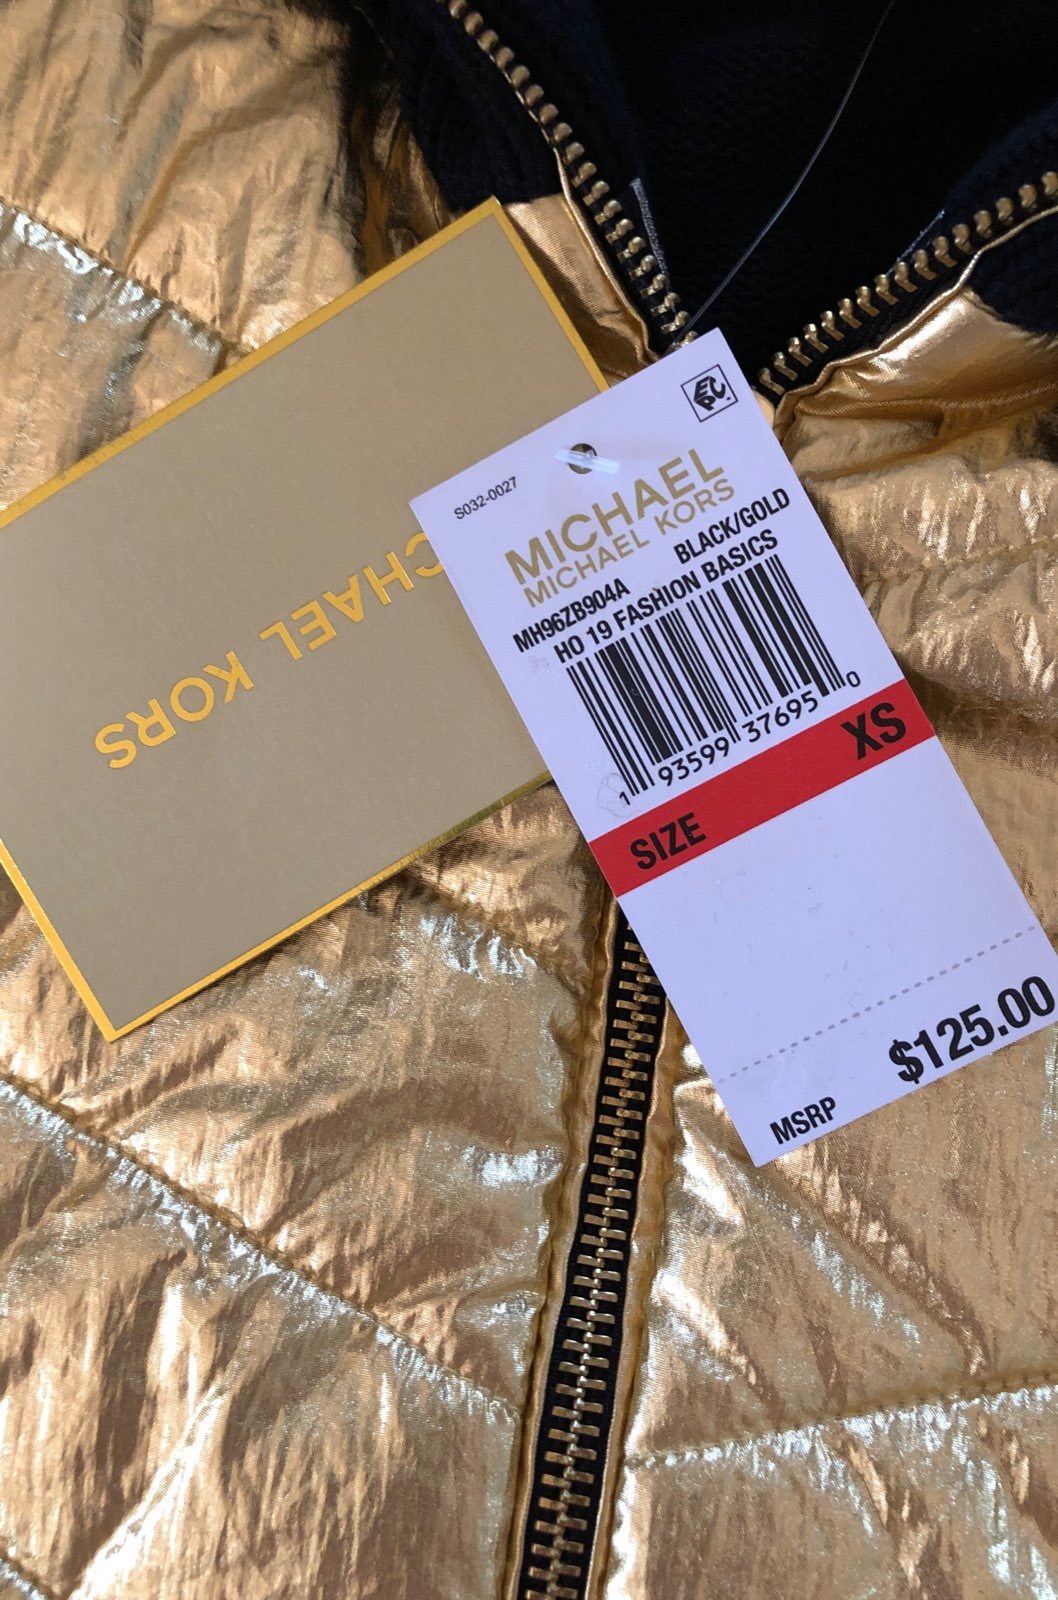 EPC
S032-0027
MICHAEL
MICHAEL KORS
MH96ZB904A BLACK/GOLD
HO 19 FASHION BASICS
1 93599 37695 0
SIZE XS
$125.00
MSRP
CHAEL KORS